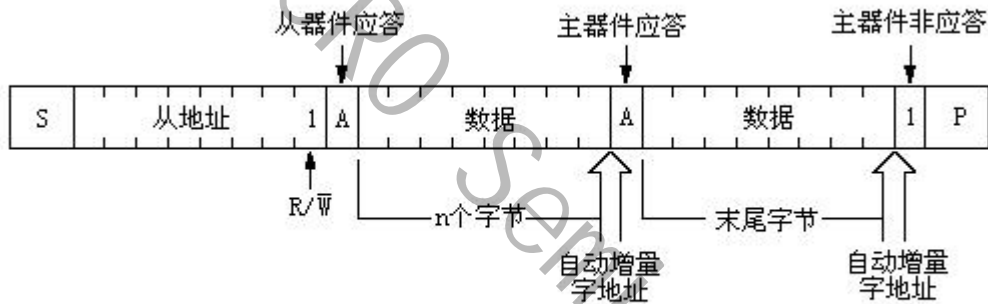 从器件应答 主器件应答 主器件非应答
S 从地址 1 A 数据 A 数据 1 P
R/W̅
n个字节 末尾字节
自动增量 自动增量
字地址 字地址
RO Semi